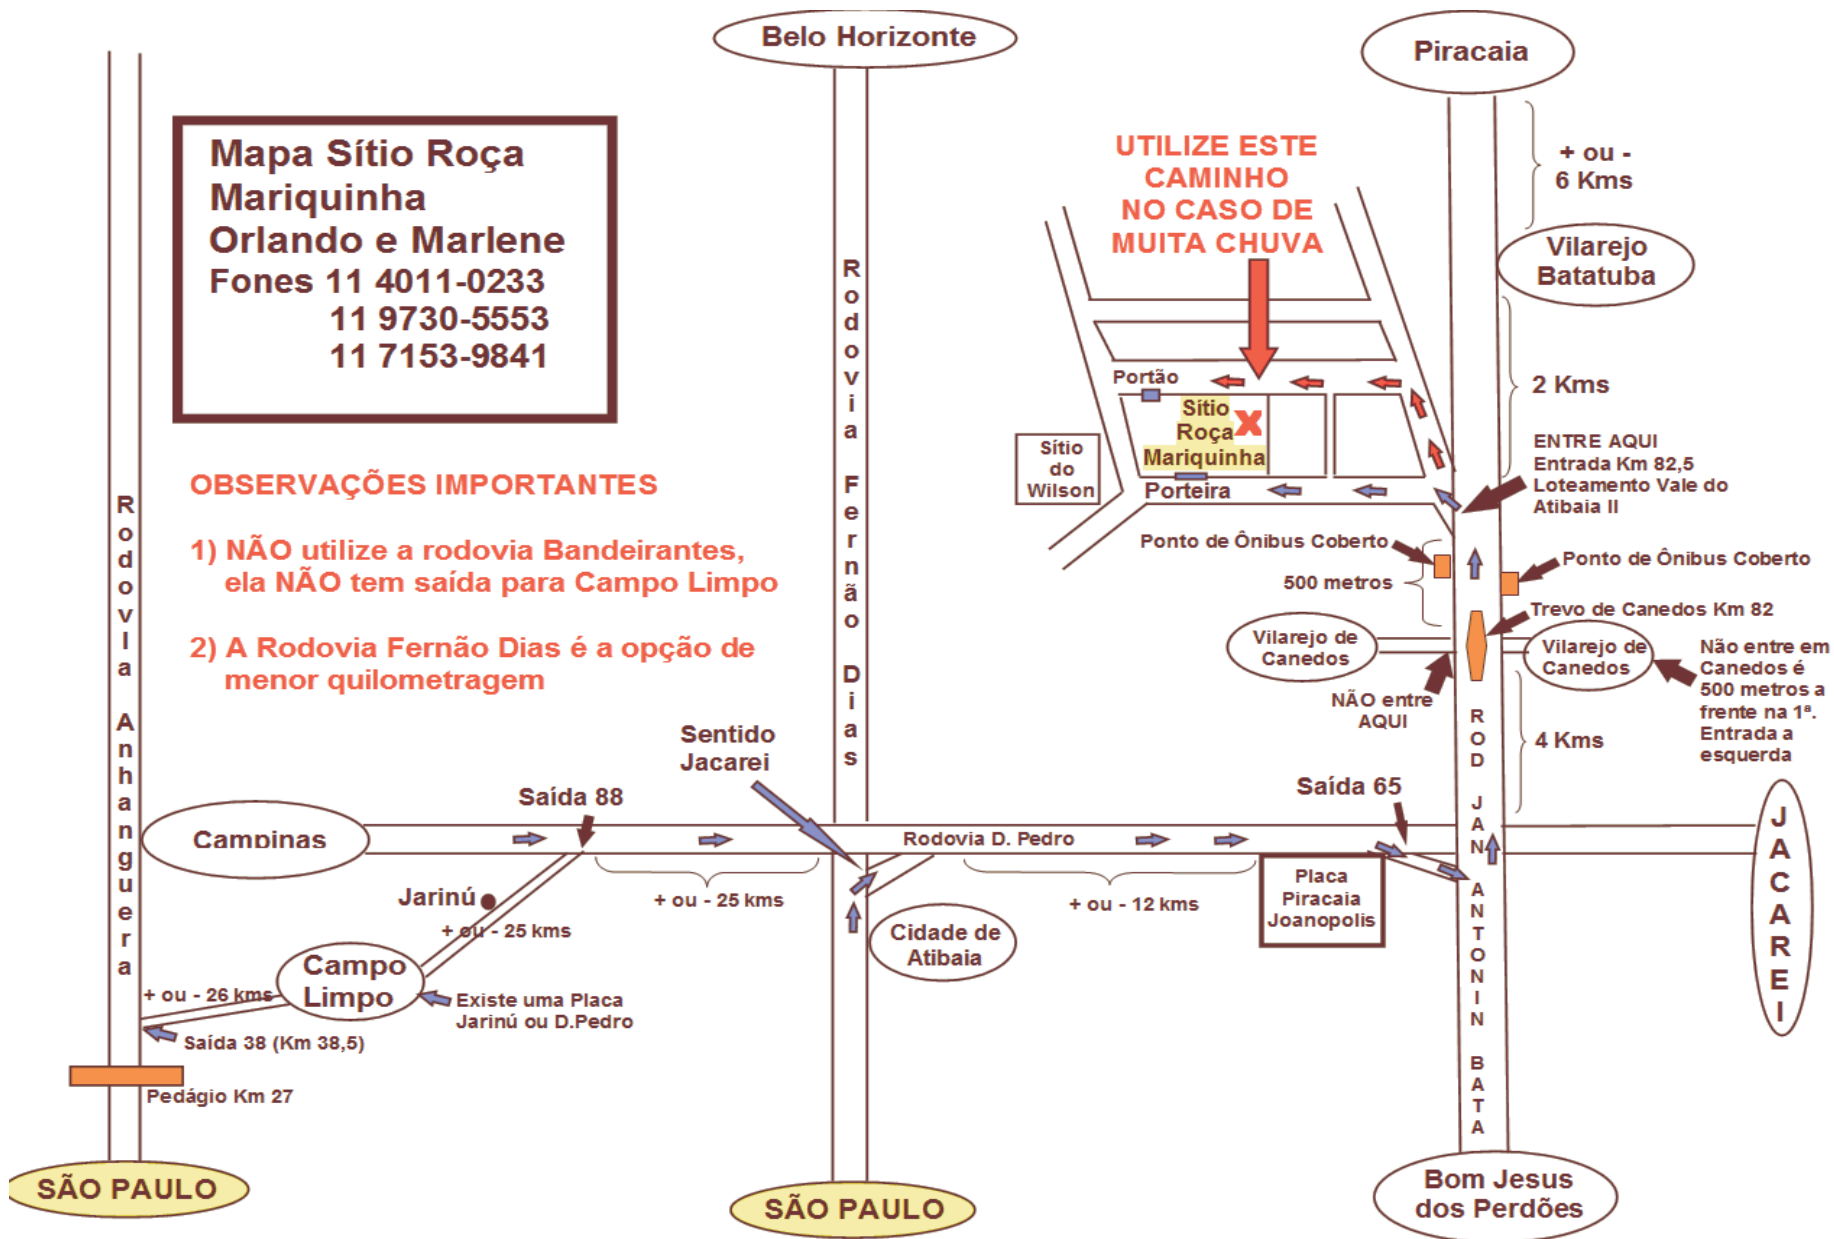 Belo Horizonte
Piracaia
Mapa Sítio Roça
Mariquinha
Orlando e Marlene
Fones 11 4011-0233
11 9730-5553
11 7153-9841
OBSERVAÇÕES IMPORTANTES
1) NÃO utilize a rodovia Bandeirantes,
ela NÃO tem saída para Campo Limpo
2) A Rodovia Fernão Dias é a opção de
menor quilometragem
Rodovia Anhanguera
Rodovia Fernão Dias
UTILIZE ESTE
CAMINHO
NO CASO DE
MUITA CHUVA
+ ou -
6 Kms
Vilarejo
Batatuba
2 Kms
Portão
Sítio
Roça
Mariquinha
X
Porteira
Sítio
do
Wilson
ENTRE AQUI
Entrada Km 82,5
Loteamento Vale do
Atibaia II
Ponto de Ônibus Coberto
Ponto de Ônibus Coberto
500 metros
Trevo de Canedos Km 82
Vilarejo de
Canedos
Vilarejo de
Canedos
NÃO entre
AQUI
Não entre em
Canedos é
500 metros a
frente na 1ª.
Entrada a
esquerda
4 Kms
ROD JAN ANTONIN BATA
Sentido
Jacarei
Saída 88
Saída 65
Campinas
Rodovia D. Pedro
JACAREI
Jarinú
+ ou - 25 kms
+ ou - 25 kms
+ ou - 12 kms
Placa
Piracaia
Joanopolis
Cidade de
Atibaia
Campo
Limpo
+ ou - 26 kms
Existe uma Placa
Jarinú ou D.Pedro
Saída 38 (Km 38,5)
Pedágio Km 27
SÃO PAULO
SÃO PAULO
Bom Jesus
dos Perdões